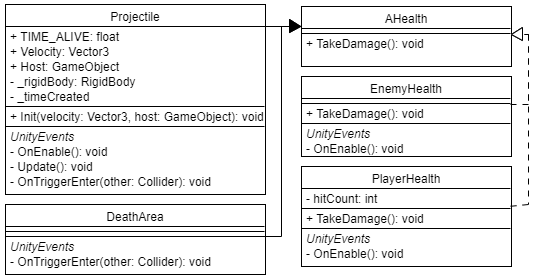 Projectile
+ TIME_ALIVE: float
+ Velocity: Vector3
+ Host: GameObject
- _rigidBody: RigidBody
- _timeCreated
+ Init(velocity: Vector3, host: GameObject): void
UnityEvents
- OnEnable(): void
- Update(): void
- OnTriggerEnter(other: Collider): void
DeathArea
UnityEvents
- OnTriggerEnter(other: Collider): void
AHealth
+ TakeDamage(): void
EnemyHealth
+ TakeDamage(): void
UnityEvents
- OnEnable(): void
PlayerHealth
- hitCount: int
+ TakeDamage(): void
UnityEvents
- OnEnable(): void